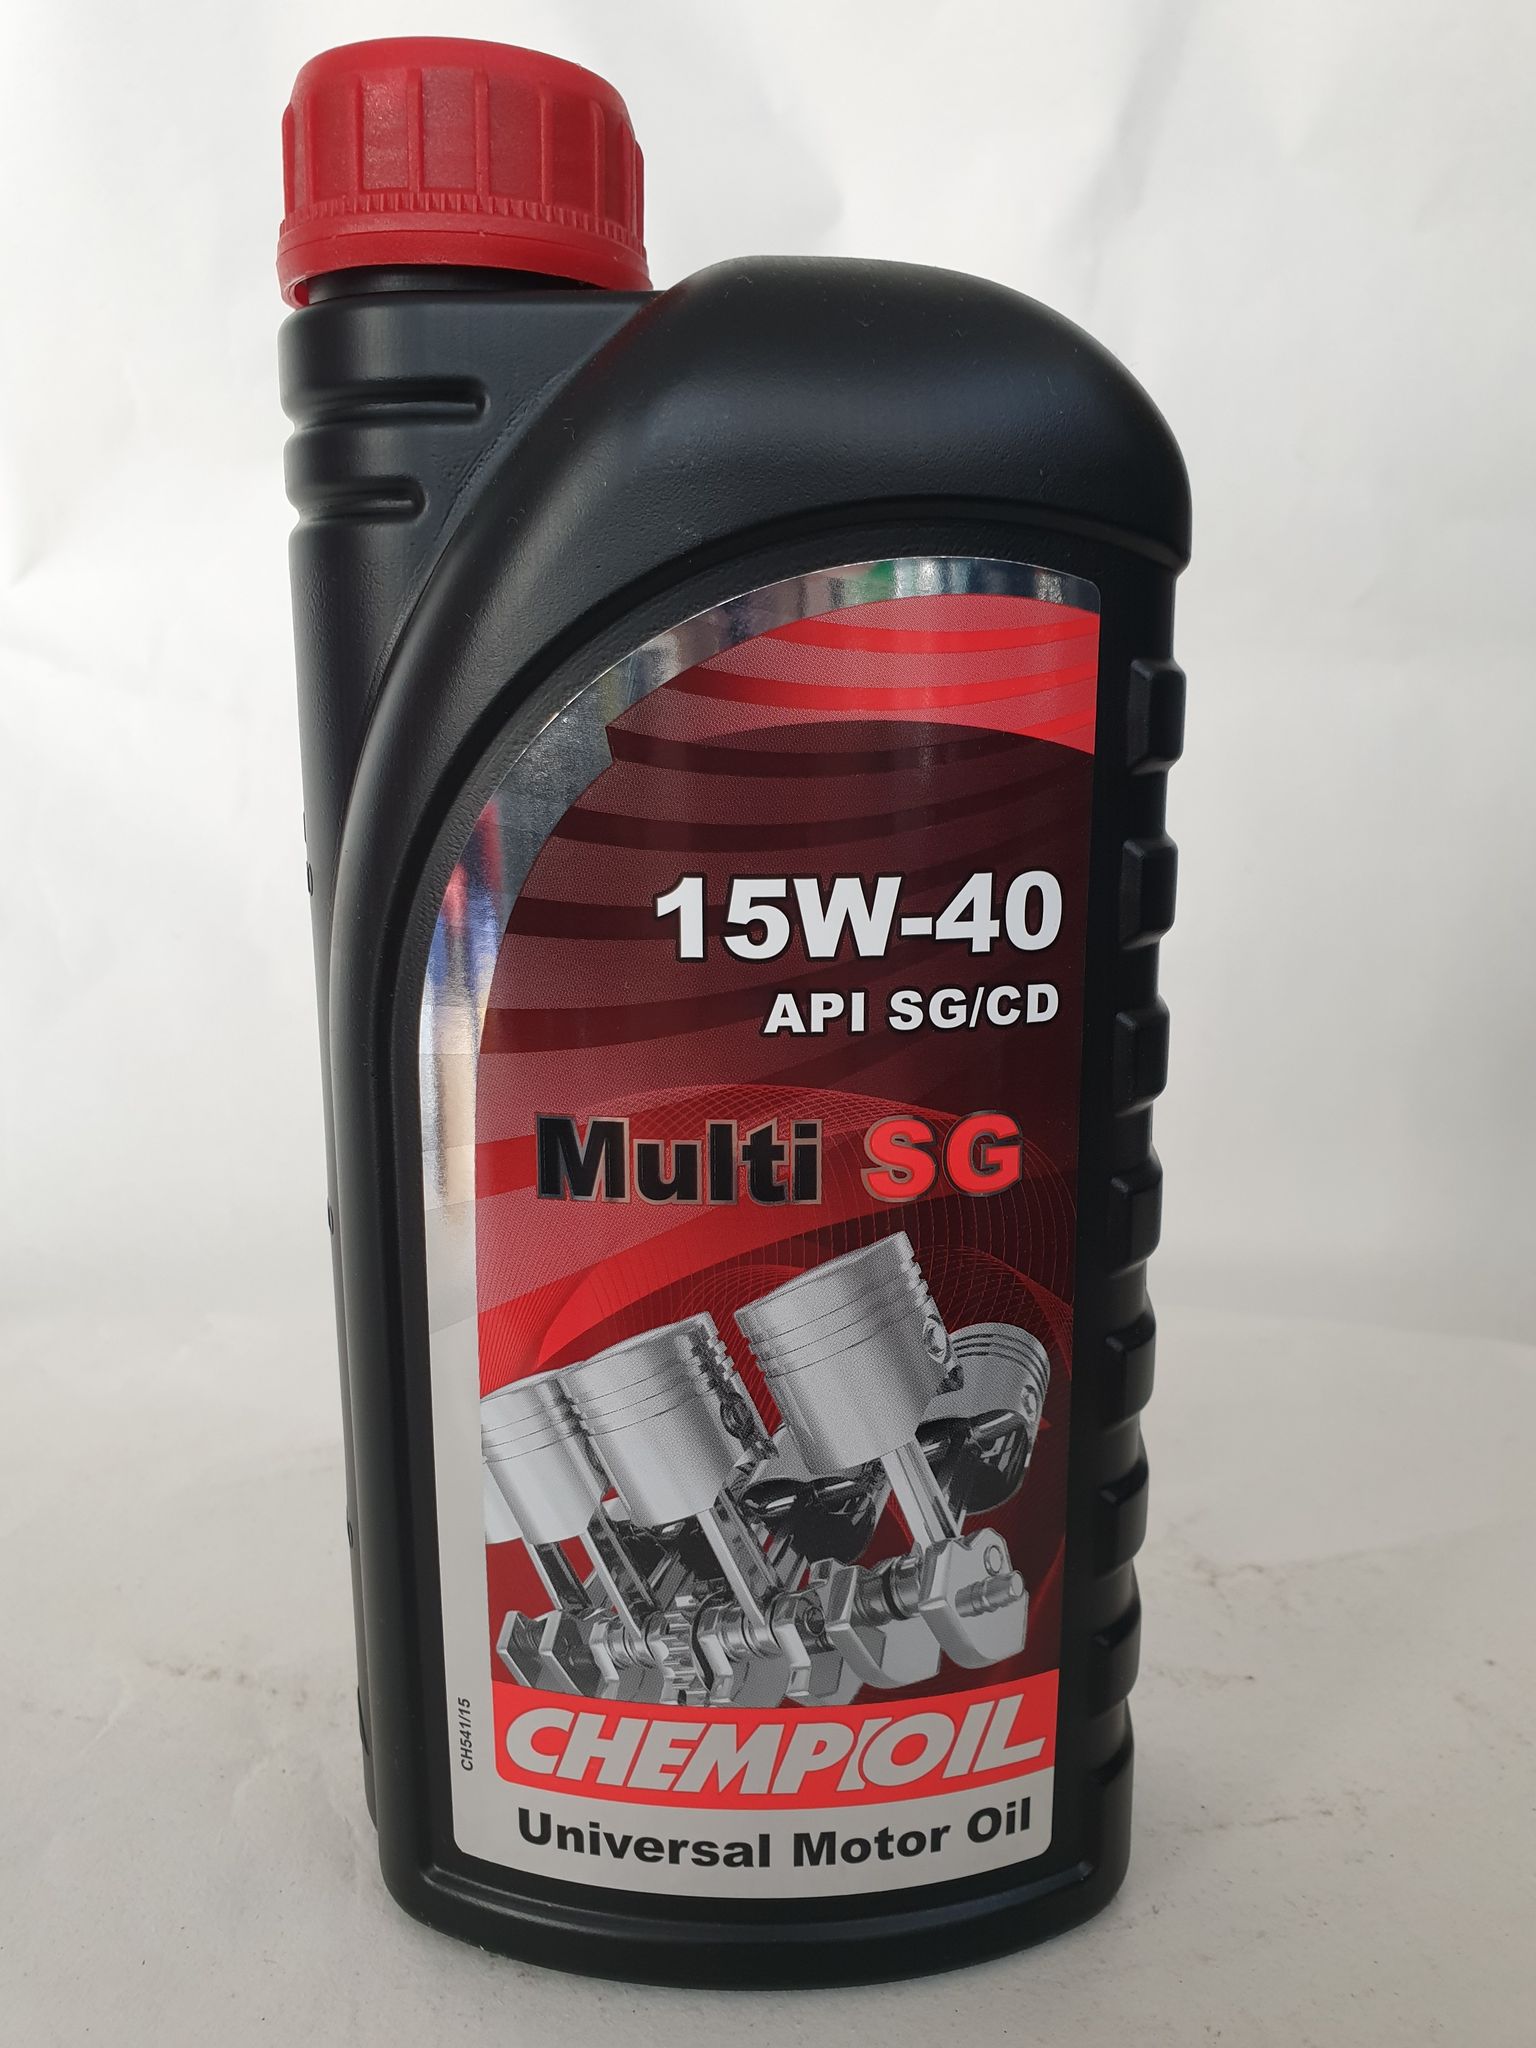 15W-40
API SG/CD
Multi SG
CH541/15
CHEMPIOIL
Universal Motor Oil